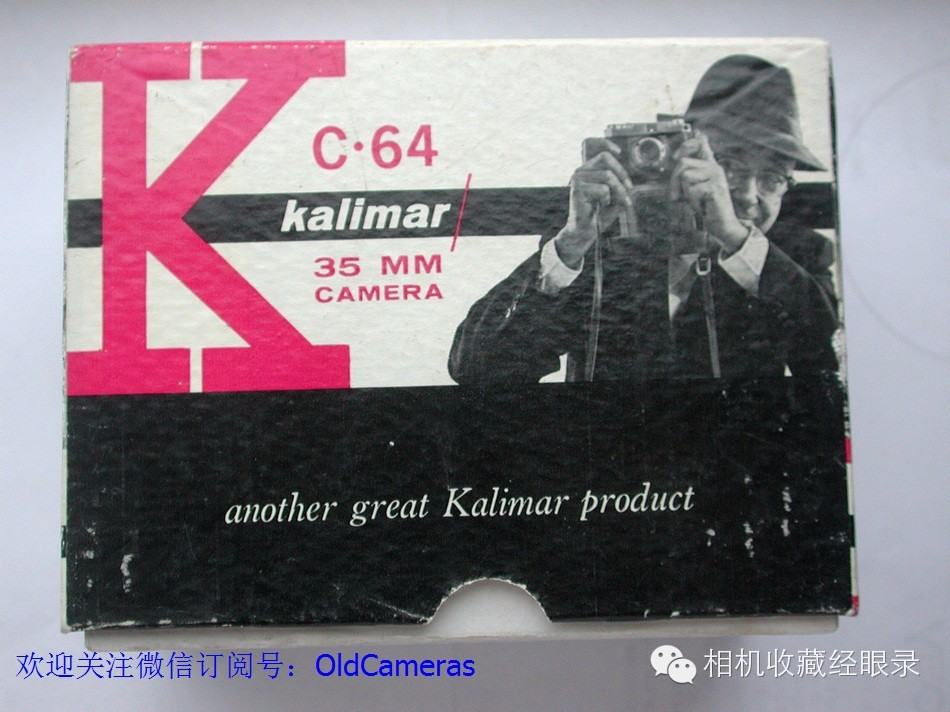 K
C·64
kalimar
35 MM
CAMERA
another great Kalimar product
欢迎关注微信订阅号：OldCameras
相机收藏经眼录